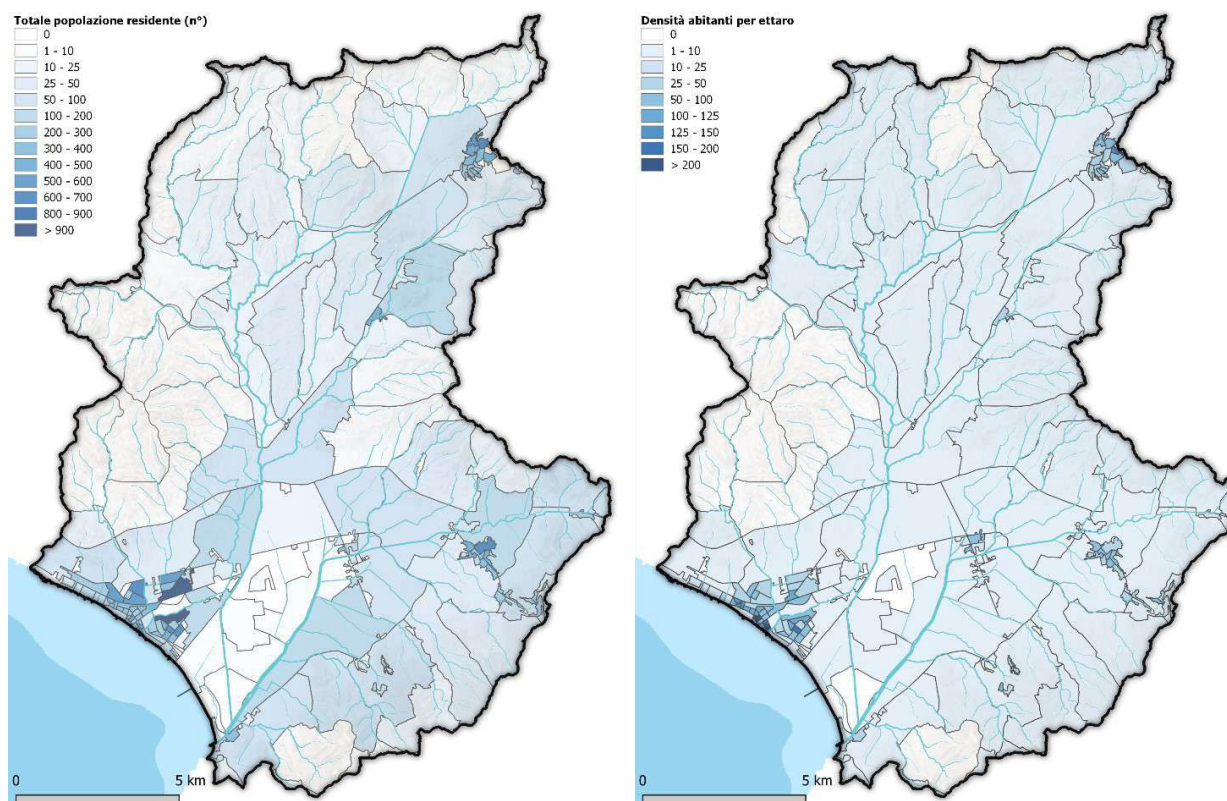 Totale popolazione residente (n°)
0
1 - 10
10 - 25
25 - 50
50 - 100
100 - 200
200 - 300
300 - 400
400 - 500
500 - 600
600 - 700
800 - 900
> 900
0
5 km
Densità abitanti per ettaro
0
1 - 10
10 - 25
25 - 50
50 - 100
100 - 125
125 - 150
150 - 200
> 200
0
5 km